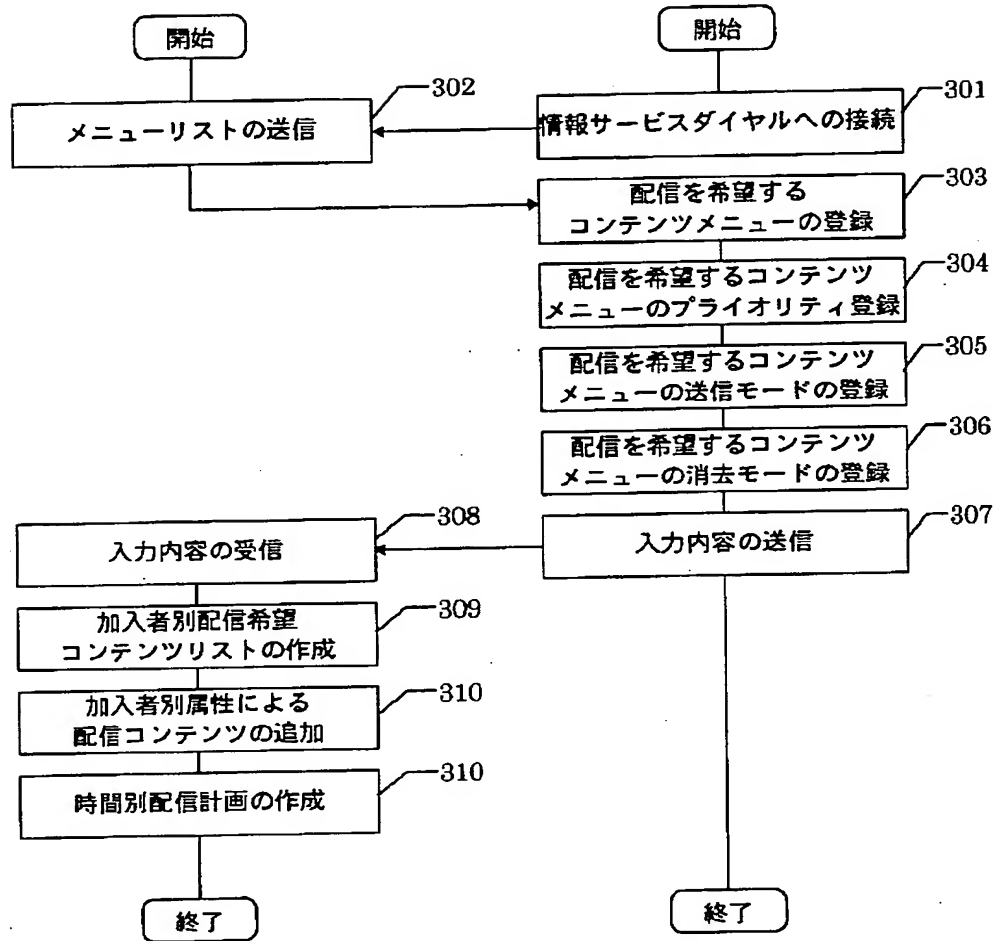 開始
開始
302
301
メニューリストの送信
情報サービスダイヤルへの接続
303
配信を希望する
コンテンツメニューの登録
304
配信を希望するコンテンツ
メニューのプライオリティ登録
305
配信を希望するコンテンツ
メニューの送信モードの登録
306
配信を希望するコンテンツ
メニューの消去モードの登録
308
307
入力内容の受信
入力内容の送信
309
加入者別配信希望
コンテンツリストの作成
310
加入者別属性による
配信コンテンツの追加
310
時間別配信計画の作成
終了
終了